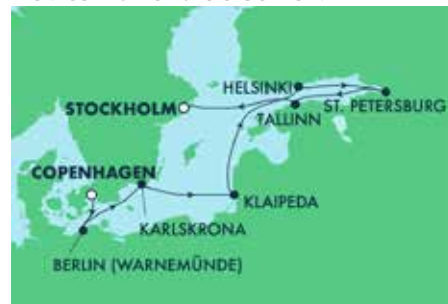 HELSINKI
STOCKHOLM
ST. PETERSBURG
TALLINN
COPENHAGEN
KLAIPEDA
KARLSKRONA
BERLIN (WARNEMÜNDE)